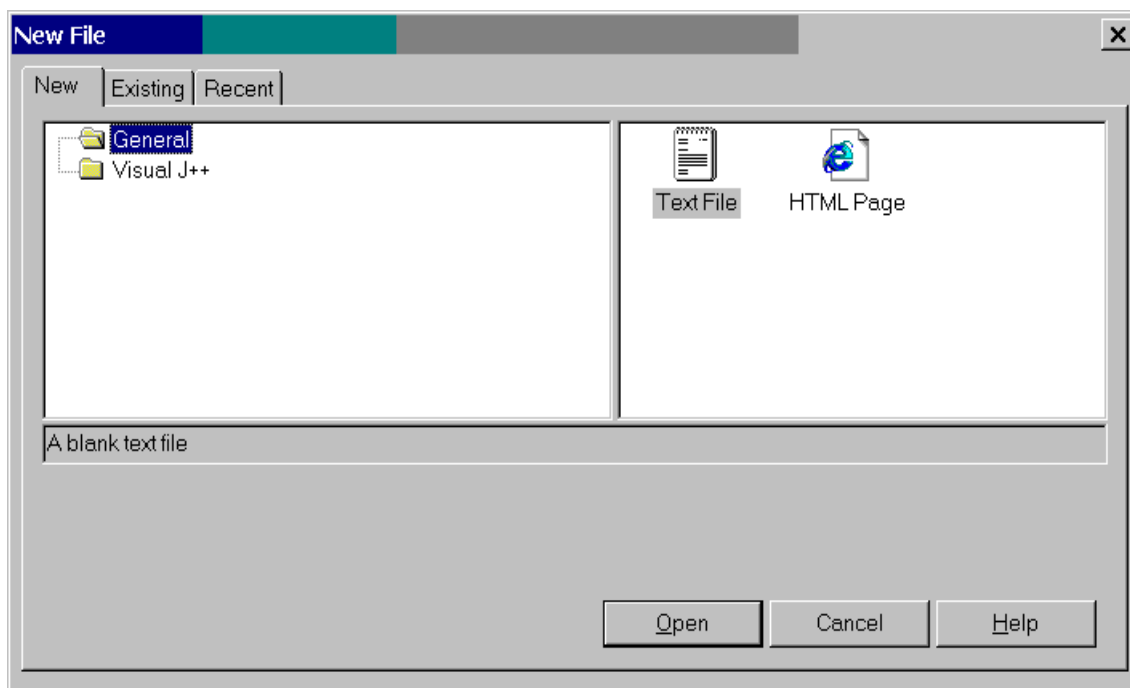 New File
New Existing Recent
General
Visual J++
Text File HTML Page
A blank text file
Open Cancel Help